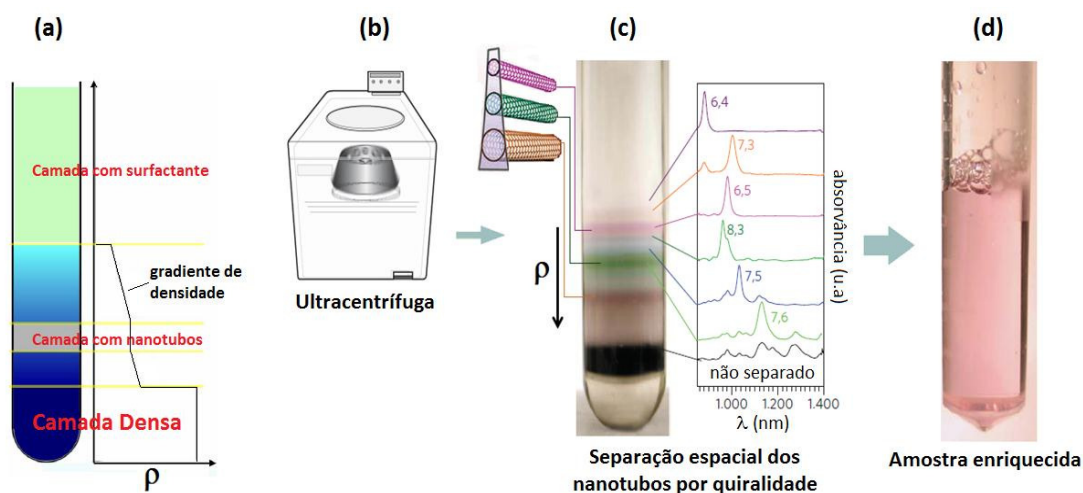 (a)
(b)
(c)
(d)
Camada com surfactante
gradiente de
densidade
Camada com nanotubos
Camada Densa
ρ
Ultracentrífuga
ρ
6,4
7,3
6,5
8,3
7,5
7,6
não separado
1.000 1.200 1.400
λ (nm)
absorvância (u.a)
Separação espacial dos
nanotubos por quiralidade
Amostra enriquecida